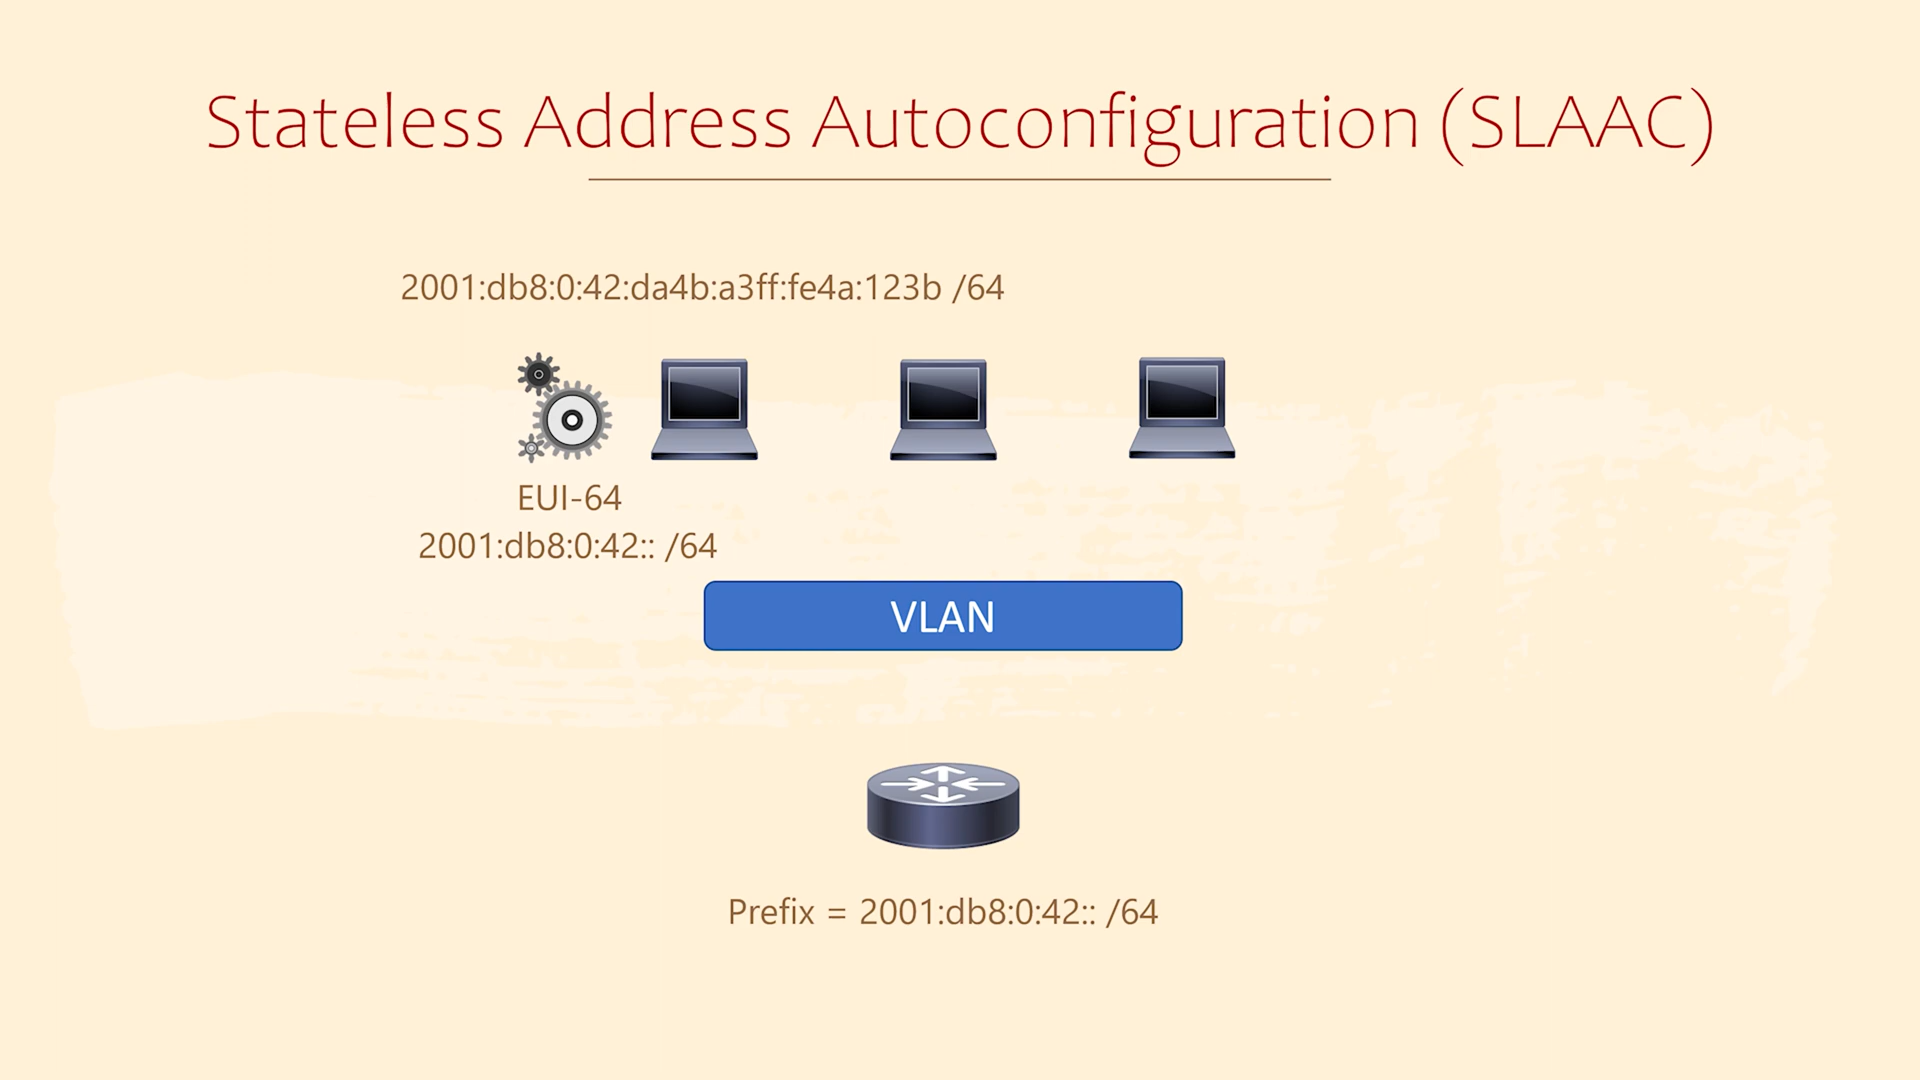 Stateless Address Autoconfiguration (SLAAC)
2001:db8:0:42:da4b:a3ff:fe4a:123b /64
EUI-64
2001:db8:0:42:: /64
VLAN
Prefix = 2001:db8:0:42:: /64